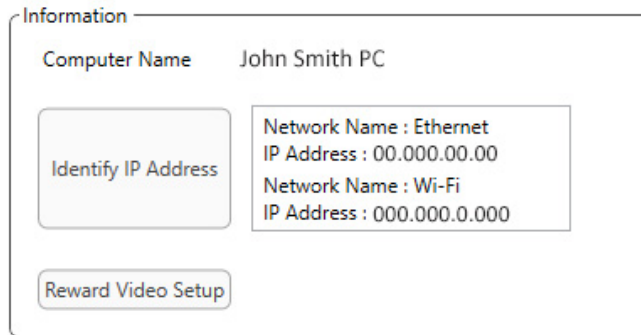 Information
Computer Name John Smith PC
Identify IP Address
Network Name : Ethernet
IP Address : 00.000.00.00
Network Name : Wi-Fi
IP Address : 000.000.0.000
Reward Video Setup